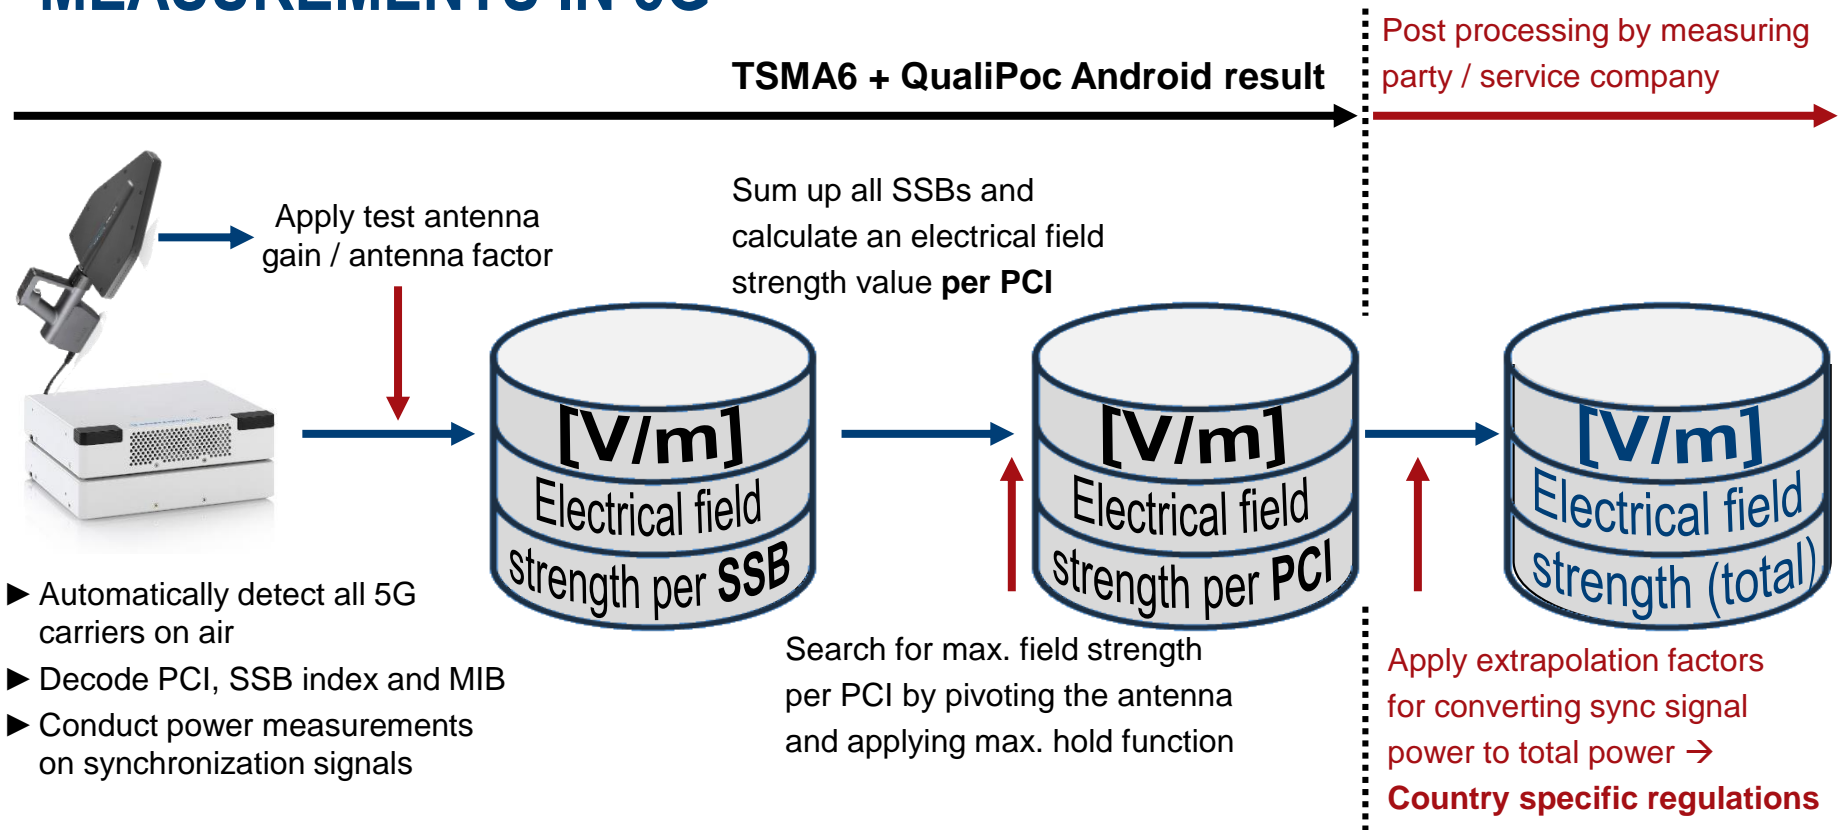 TSMA6 + QualiPoc Android result
Post processing by measuring
party / service company
Apply test antenna
gain / antenna factor
Sum up all SSBs and
calculate an electrical field
strength value per PCI
[V/m]
Electrical field
strength per SSB
[V/m]
Electrical field
strength per PCI
[V/m]
Electrical field
strength (total)
► Automatically detect all 5G
carriers on air
► Decode PCI, SSB index and MIB
► Conduct power measurements
on synchronization signals
Search for max. field strength
per PCI by pivoting the antenna
and applying max. hold function
Apply extrapolation factors
for converting sync signal
power to total power →
Country specific regulations